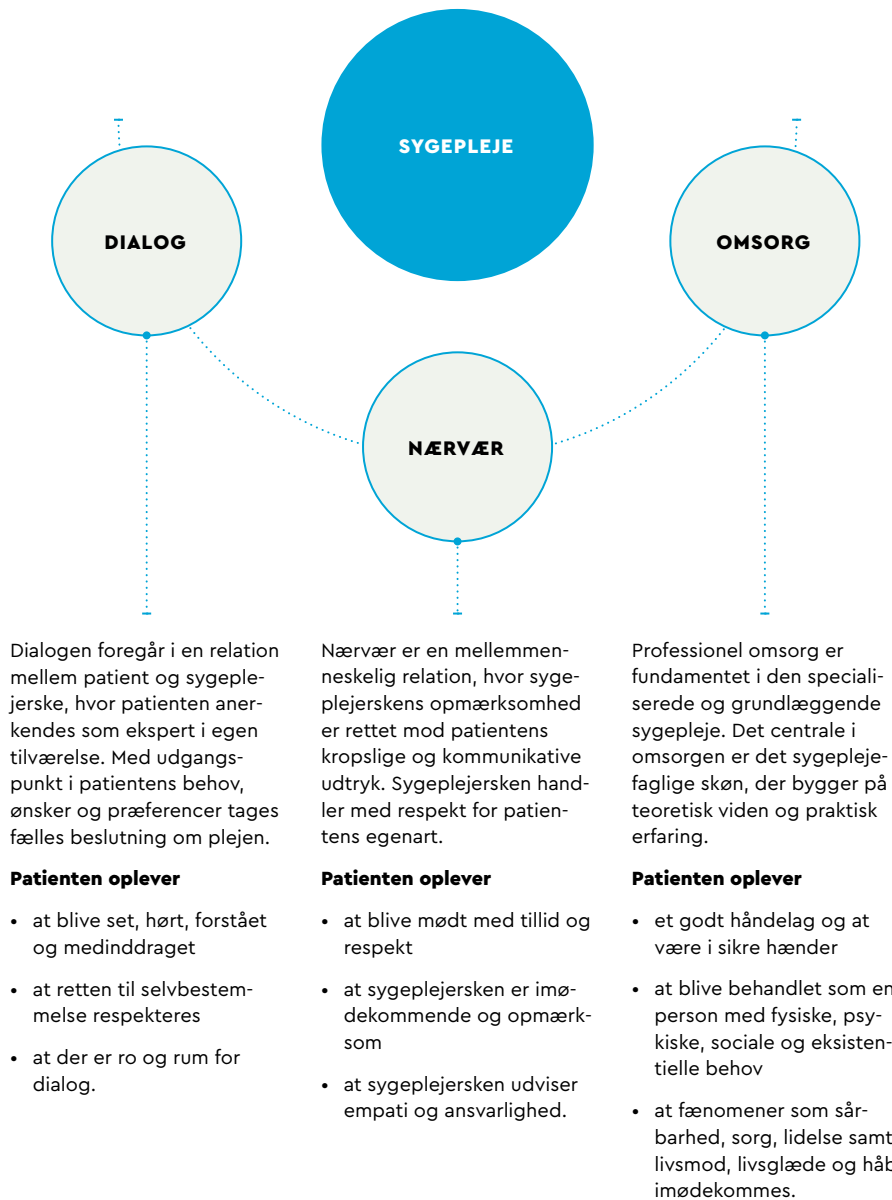 SYGEPLEJE
DIALOG
OMSORG
NÆRVÆR
Dialogen foregår i en relation
mellem patient og sygeple-
jerske, hvor patienten aner-
kendes som ekspert i egen
tilværelse. Med udgangs-
punkt i patientens behov,
ønsker og præferencer tages
fælles beslutning om plejen.
Patienten oplever
• at blive set, hørt, forstået
og medinddraget
• at retten til selvbestem-
melse respekteres
• at der er ro og rum for
dialog.
Nærvær er en mellemmen-
neskelig relation, hvor syge-
plejerskens opmærksomhed
er rettet mod patientens
kropslige og kommunikative
udtryk. Sygeplejersken hand-
ler med respekt for patien-
tens egenart.
Patienten oplever
• at blive mødt med tillid og
respekt
• at sygeplejersken er imø-
dekommende og opmærk-
som
• at sygeplejersken udviser
empati og ansvarlighed.
Professionel omsorg er
fundamentet i den speciali-
serede og grundlæggende
sygepleje. Det centrale i
omsorgen er det sygepleje-
faglige skøn, der bygger på
teoretisk viden og praktisk
erfaring.
Patienten oplever
• et godt håndelag og at
være i sikre hænder
• at blive behandlet som en
person med fysiske, psy-
kiske, sociale og eksisten-
tielle behov
• at fænomener som sår-
barhed, sorg, lidelse samt
livsmod, livsglæde og håb
imødekommes.